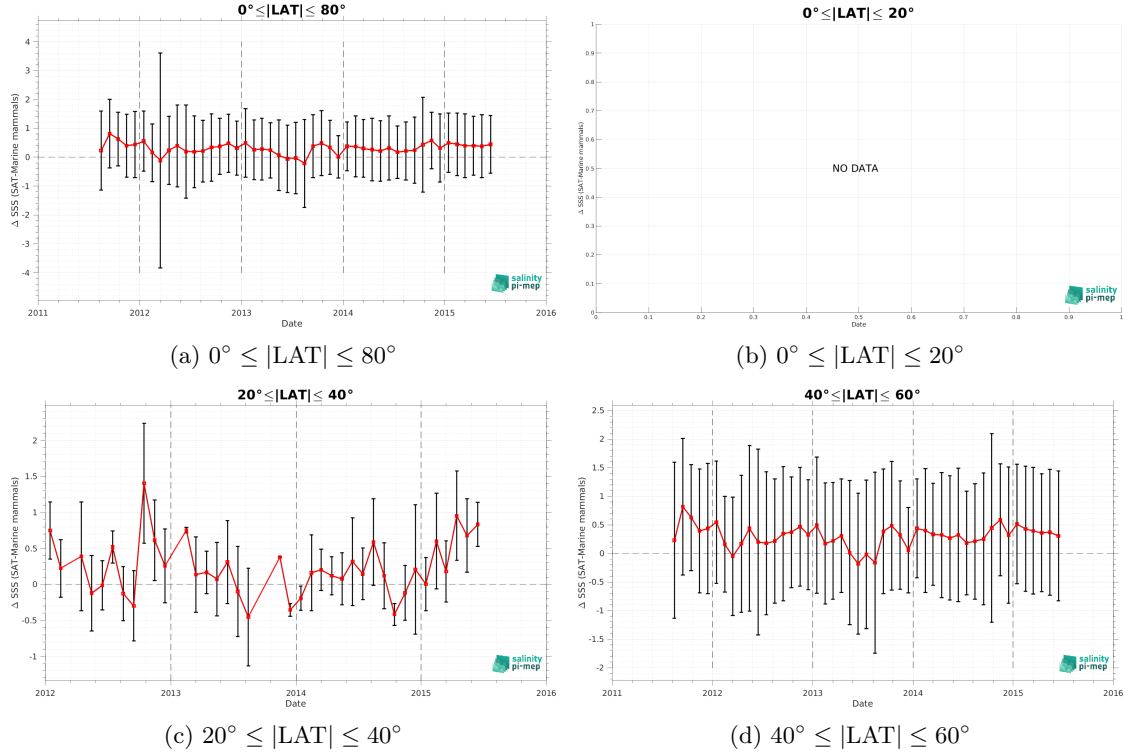 0°≤|LAT|≤ 80°
Δ SSS (SAT-Marine mammals)
4
3
2
1
0
-1
-2
-3
-4
2011
2012
2013
2014
2015
2016
Date
salinity
pi-mep
(a) 0° ≤ |LAT| ≤ 80°
0°≤|LAT|≤ 20°
Δ SSS (SAT-Marine mammals)
1
0.9
0.8
0.7
0.6
0.5
0.4
0.3
0.2
0.1
0
NO DATA
0
0.1
0.2
0.3
0.4
0.5
0.6
0.7
0.8
0.9
1
Date
salinity
pi-mep
(b) 0° ≤ |LAT| ≤ 20°
20°≤|LAT|≤ 40°
Δ SSS (SAT-Marine mammals)
2
1.5
1
0.5
0
-0.5
-1
2012
2013
2014
2015
2016
Date
salinity
pi-mep
(c) 20° ≤ |LAT| ≤ 40°
40°≤|LAT|≤ 60°
Δ SSS (SAT-Marine mammals)
2.5
2
1.5
1
0.5
0
-0.5
-1
-1.5
-2
2011
2012
2013
2014
2015
2016
Date
salinity
pi-mep
(d) 40° ≤ |LAT| ≤ 60°